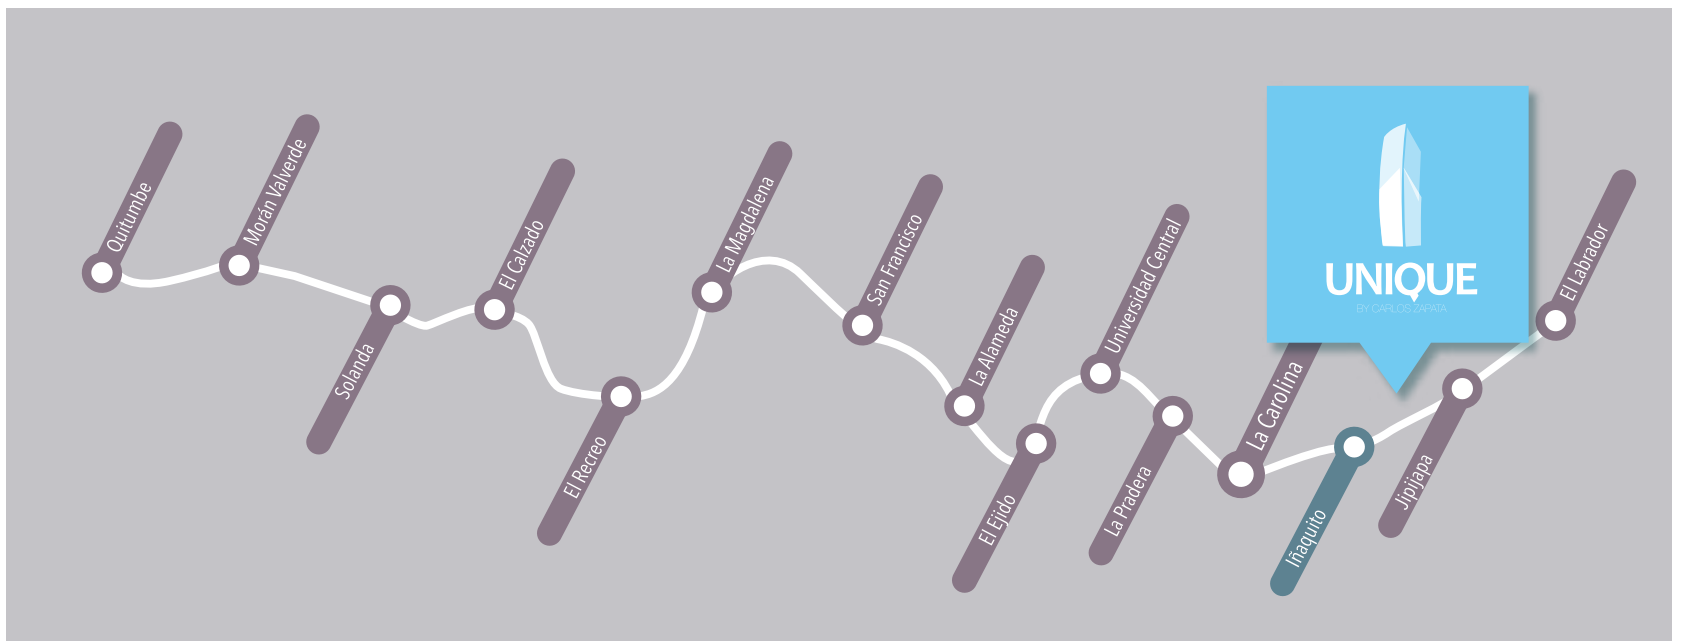 Quitumbe
Morán Valverde
Solanda
El Calzado
El Recreo
La Magdalena
San Francisco
La Alameda
El Ejido
Universidad Central
La Pradera
La Carolina
Iñaquito
Jipijapa
El Labrador
UNIQUE
BY CARLOS ZAPATA